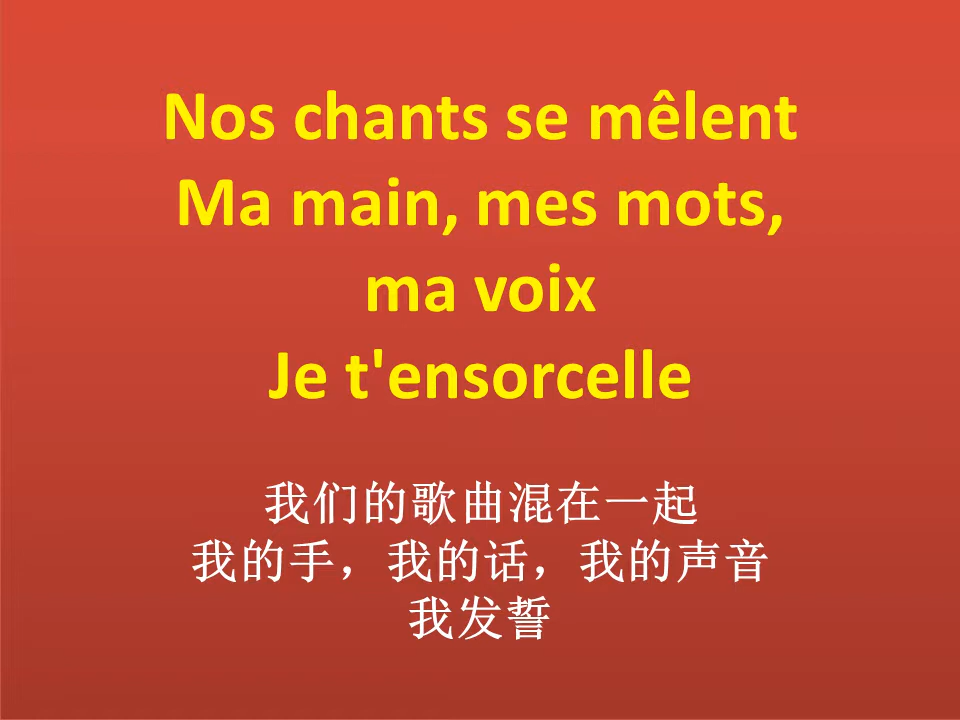 Nos chants se mêlent
Ma main, mes mots,
ma voix
Je t'ensorcelle
我们的歌曲混在一起
我的手，我的话，我的声音
我发誓